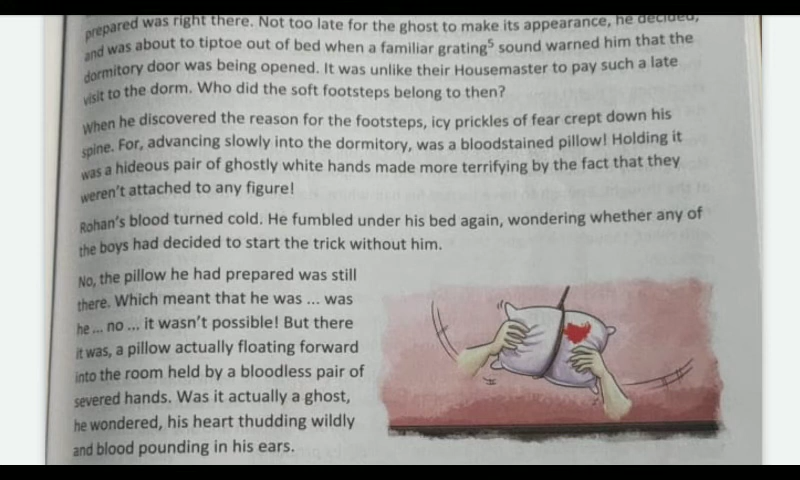 prepared was right there. Not too late for the ghost to make its appearance, he decided,
and was about to tiptoe out of bed when a familiar grating⁵ sound warned him that the
dormitory door was being opened. It was unlike their Housemaster to pay such a late
visit to the dorm. Who did the soft footsteps belong to then?
When he discovered the reason for the footsteps, icy prickles of fear crept down his
spine. For, advancing slowly into the dormitory, was a bloodstained pillow! Holding it
was a hideous pair of ghostly white hands made more terrifying by the fact that they
weren't attached to any figure!
Rohan's blood turned cold. He fumbled under his bed again, wondering whether any of
the boys had decided to start the trick without him.
No, the pillow he had prepared was still
there. Which meant that he was ... was
he ... no ... it wasn't possible! But there
it was, a pillow actually floating forward
into the room held by a bloodless pair of
severed hands. Was it actually a ghost,
he wondered, his heart thudding wildly
and blood pounding in his ears.